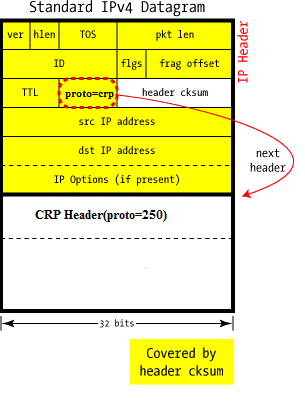 Standard IPv4 Datagram
ver hlen TOS pkt len
ID flgs frag offset
TTL proto=crp header cksum
src IP address
dst IP address
IP Options (if present)
IP Header
next
header
CRP Header(proto=250)
32 bits
Covered by
header cksum